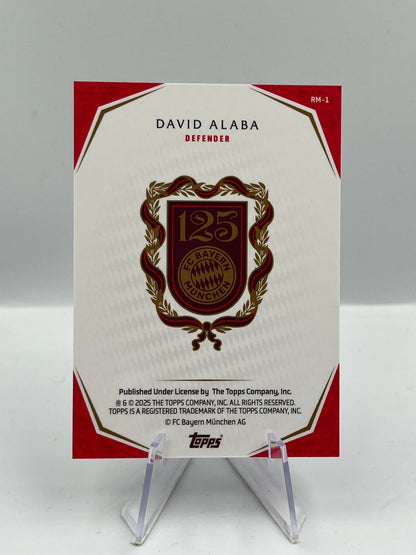 RM-1
DAVID ALABA
DEFENDER
125
FC BAYERN
MÜNCHEN
Published Under License by The Topps Company, Inc.
® & © 2025 THE TOPPS COMPANY, INC. ALL RIGHTS RESERVED.
TOPPS IS A REGISTERED TRADEMARK OF THE TOPPS COMPANY, INC.
© FC Bayern München AG
Topps